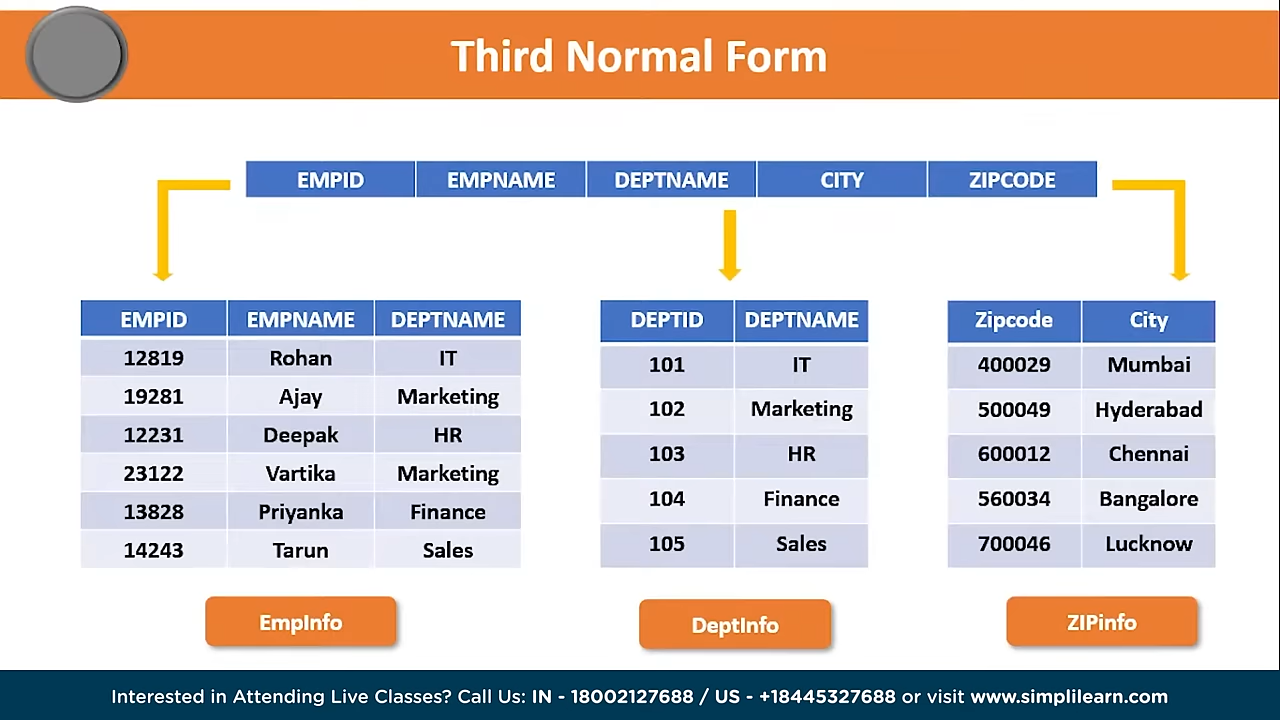 Third Normal Form
EMPID EMPNAME DEPTNAME CITY ZIPCODE
EMPID EMPNAME DEPTNAME
12819 Rohan IT
19281 Ajay Marketing
12231 Deepak HR
23122 Vartika Marketing
13828 Priyanka Finance
14243 Tarun Sales
EmpInfo
DEPTID DEPTNAME
101 IT
102 Marketing
103 HR
104 Finance
105 Sales
DeptInfo
Zipcode City
400029 Mumbai
500049 Hyderabad
600012 Chennai
560034 Bangalore
700046 Lucknow
ZIPinfo
Interested in Attending Live Classes? Call Us: IN - 18002127688 / US - +18445327688 or visit www.simplilearn.com